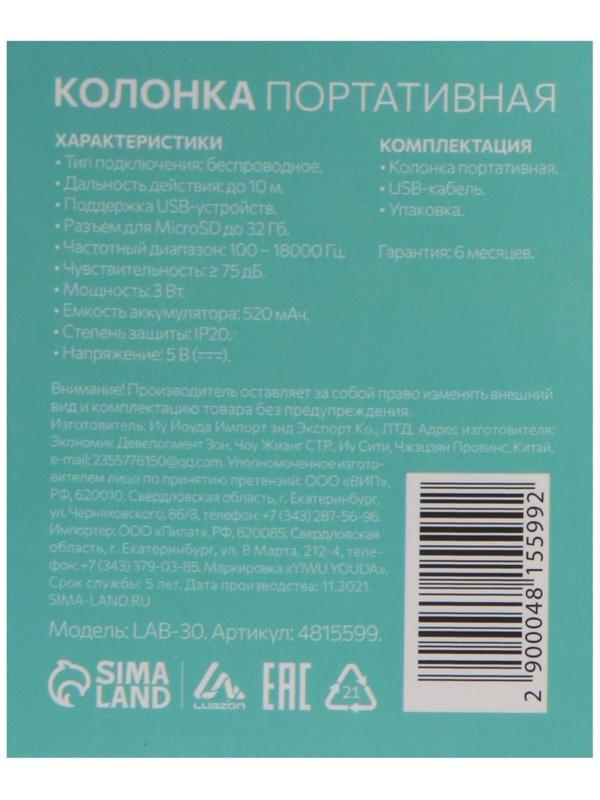 КОЛОНКА ПОРТАТИВНАЯ
ХАРАКТЕРИСТИКИ
• Тип подключения: беспроводное.
• Дальность действия: до 10 м.
• Поддержка USB-устройств.
• Разъем для MicroSD до 32 Гб.
• Частотный диапазон: 100 – 18000 Гц.
• Чувствительность: ≥ 75 дБ.
• Мощность: 3 Вт.
• Емкость аккумулятора: 520 мАч.
• Степень защиты: IP20.
• Напряжение: 5 В (⎓).
КОМПЛЕКТАЦИЯ
• Колонка портативная.
• USB-кабель.
• Упаковка.
Гарантия: 6 месяцев.
Внимание! Производитель оставляет за собой право изменять внешний
вид и комплектацию товара без предупреждения.
Изготовитель: Иу Йоуда Импорт энд Экспорт Ко., ЛТД. Адрес изготовителя:
Экономик Девелопмент Зон, Чоу Жианг СТР., Иу Сити, Чжэцзян Провинс, Китай,
e-mail: 2355776150@qq.com. Уполномоченное изгото-
вителем лицо по принятию претензий: ООО «ВИП»,
РФ, 620010, Свердловская область, г. Екатеринбург,
ул. Черняховского, 86/8, телефон: +7 (343) 287-56-96.
Импортер: ООО «Пилат», РФ, 620085, Свердловская
область, г. Екатеринбург, ул. 8 Марта, 212-4, теле-
фон: +7 (343) 379-03-85. Маркировка «YIWU YOUDA».
Срок службы: 5 лет. Дата производства: 11.2021.
SIMA-LAND.RU
Модель: LAB-30. Артикул: 4815599.
SIMA
LAND
LUAZON
EAC
21
2 900048 155992